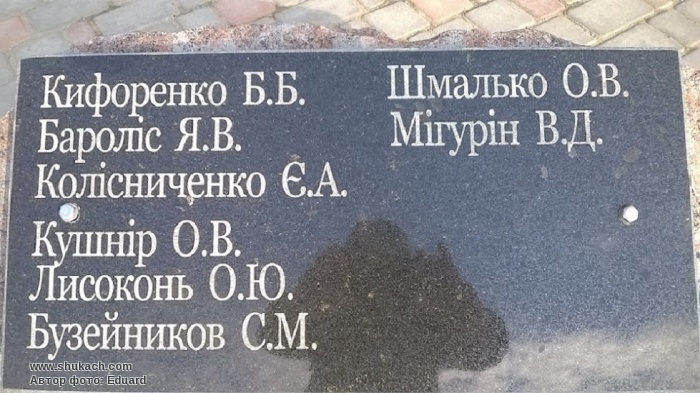 Кифоренко Б.Б.
Бароліс Я.В.
Колісниченко Є.А.
Кушнір О.В.
Лисоконь О.Ю.
Бузейников С.М.
Шмалько О.В.
Мігурін В.Д.
www.shukach.com
Автор фото: Eduard